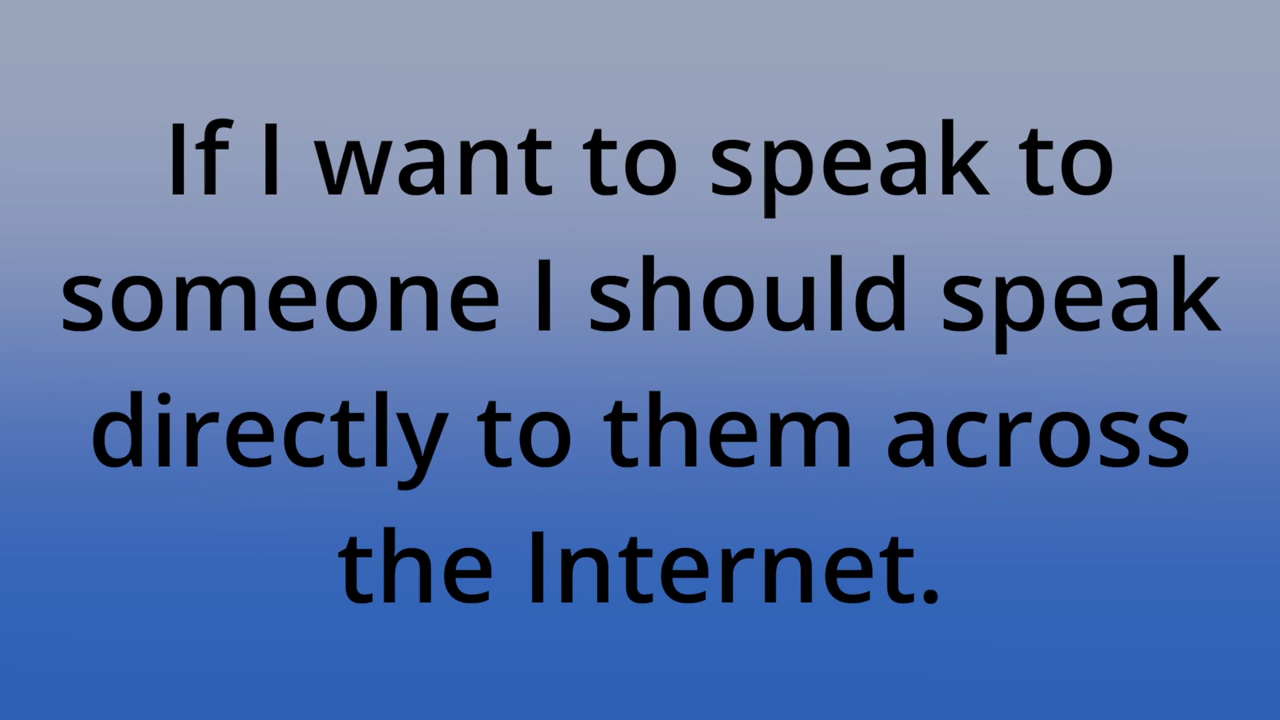 If I want to speak to
someone I should speak
directly to them across
the Internet.